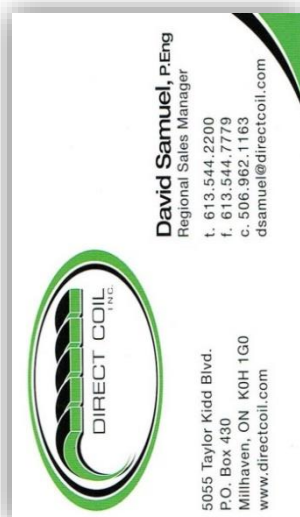 DIRECT COIL
INC.
David Samuel, P.Eng
Regional Sales Manager
t. 613.544.2200
f. 613.544.7779
c. 506.962.1163
dsamuel@directcoil.com
5055 Taylor Kidd Blvd.
P.O. Box 430
Millhaven, ON K0H 1G0
www.directcoil.com